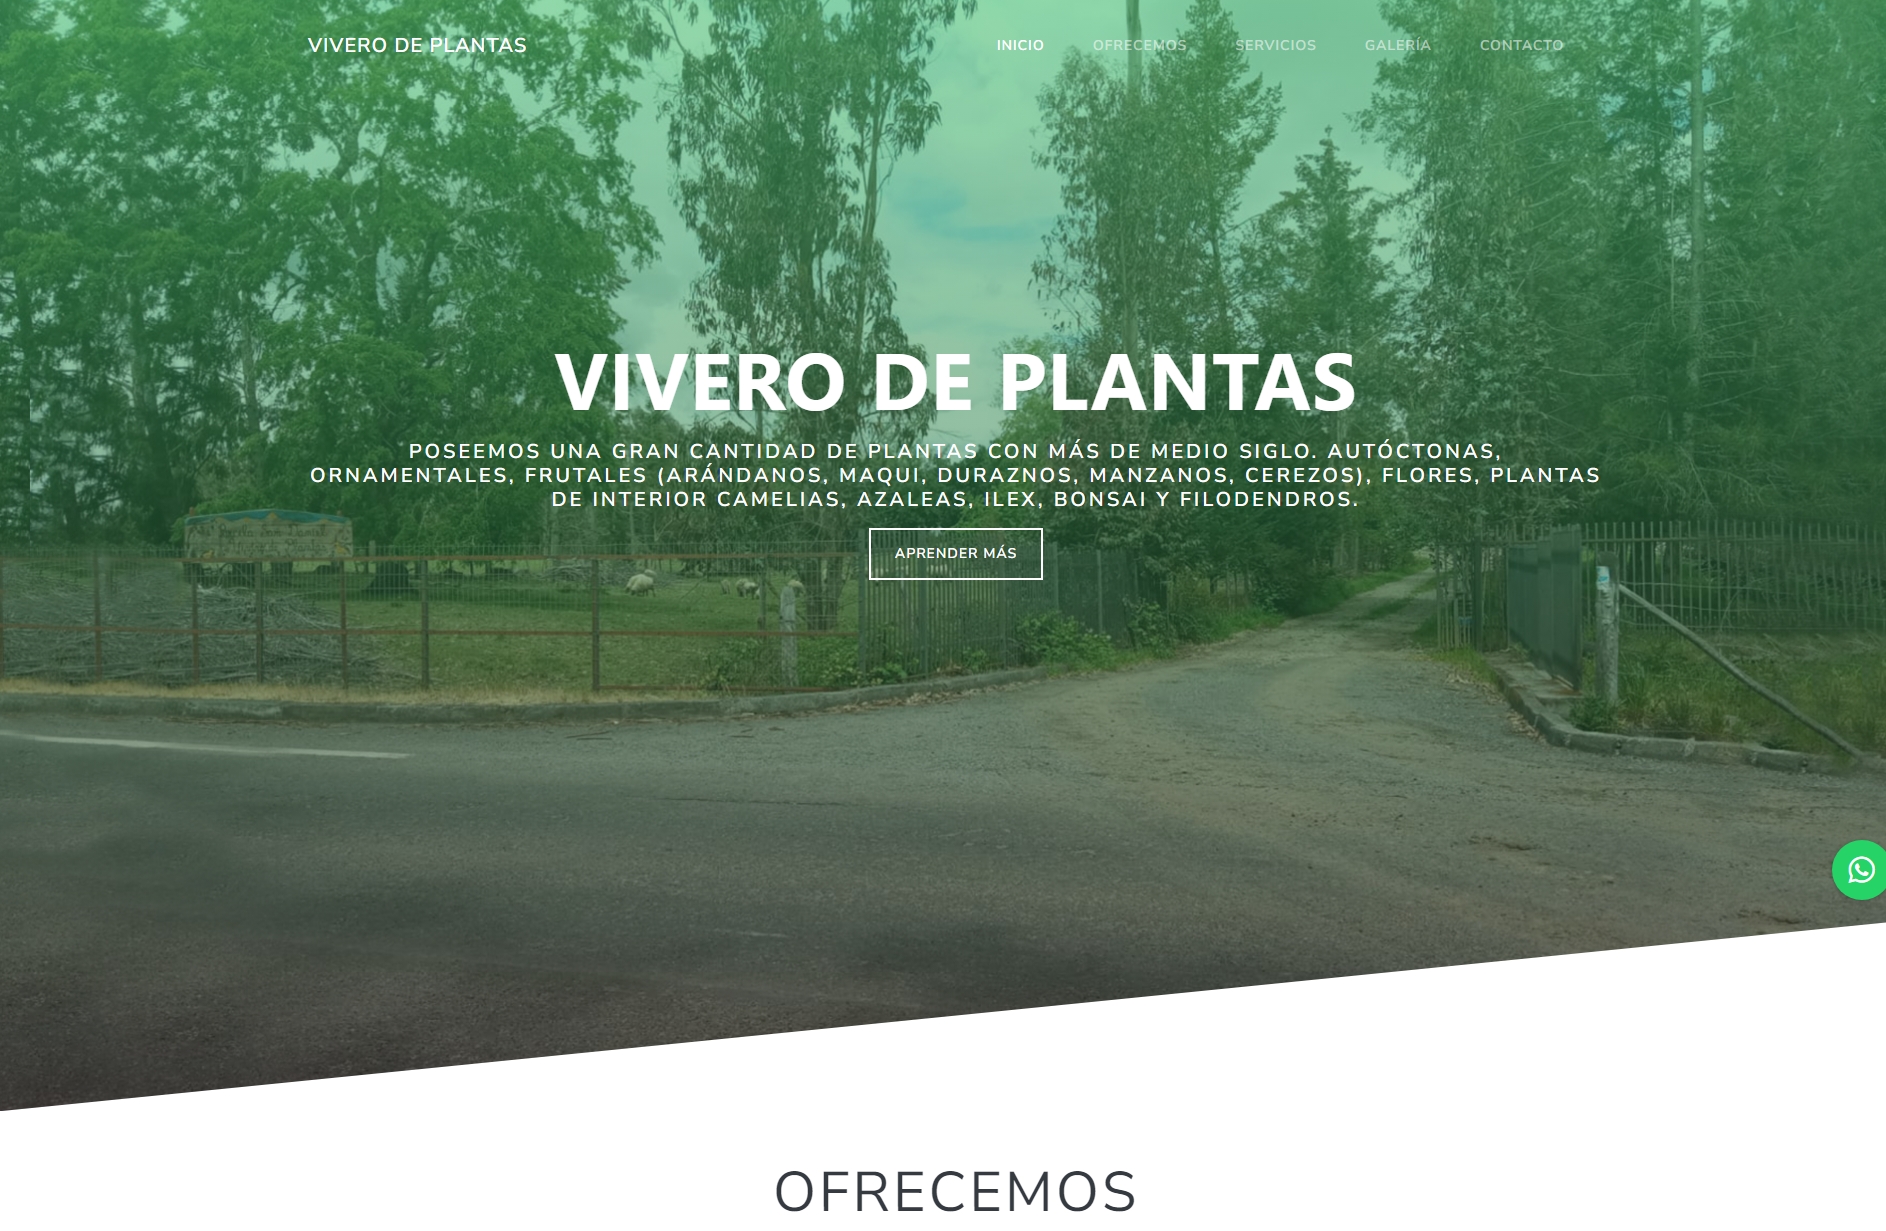 VIVERO DE PLANTAS
INICIO OFRECEMOS SERVICIOS GALERÍA CONTACTO
VIVERO DE PLANTAS
POSEEMOS UNA GRAN CANTIDAD DE PLANTAS CON MÁS DE MEDIO SIGLO. AUTÓCTONAS,
ORNAMENTALES, FRUTALES (ARÁNDANOS, MAQUI, DURAZNOS, MANZANOS, CEREZOS), FLORES, PLANTAS
DE INTERIOR CAMELIAS, AZALEAS, ILEX, BONSAI Y FILODENDROS.
APRENDER MÁS
OFRECEMOS